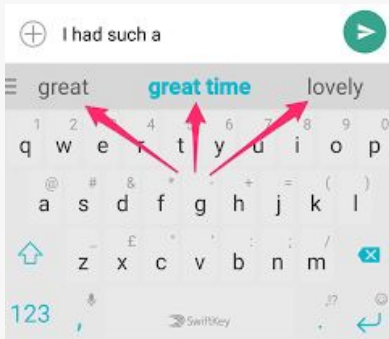 I had such a
great great time lovely
1 2 3 4 5 6 7 8 9 0
q w e r t y u i o p
@ # & * - + = ( )
a s d f g h j k l
_ £ " ' : ; /
z x c v b n m
123 , SwiftKey . ,!?